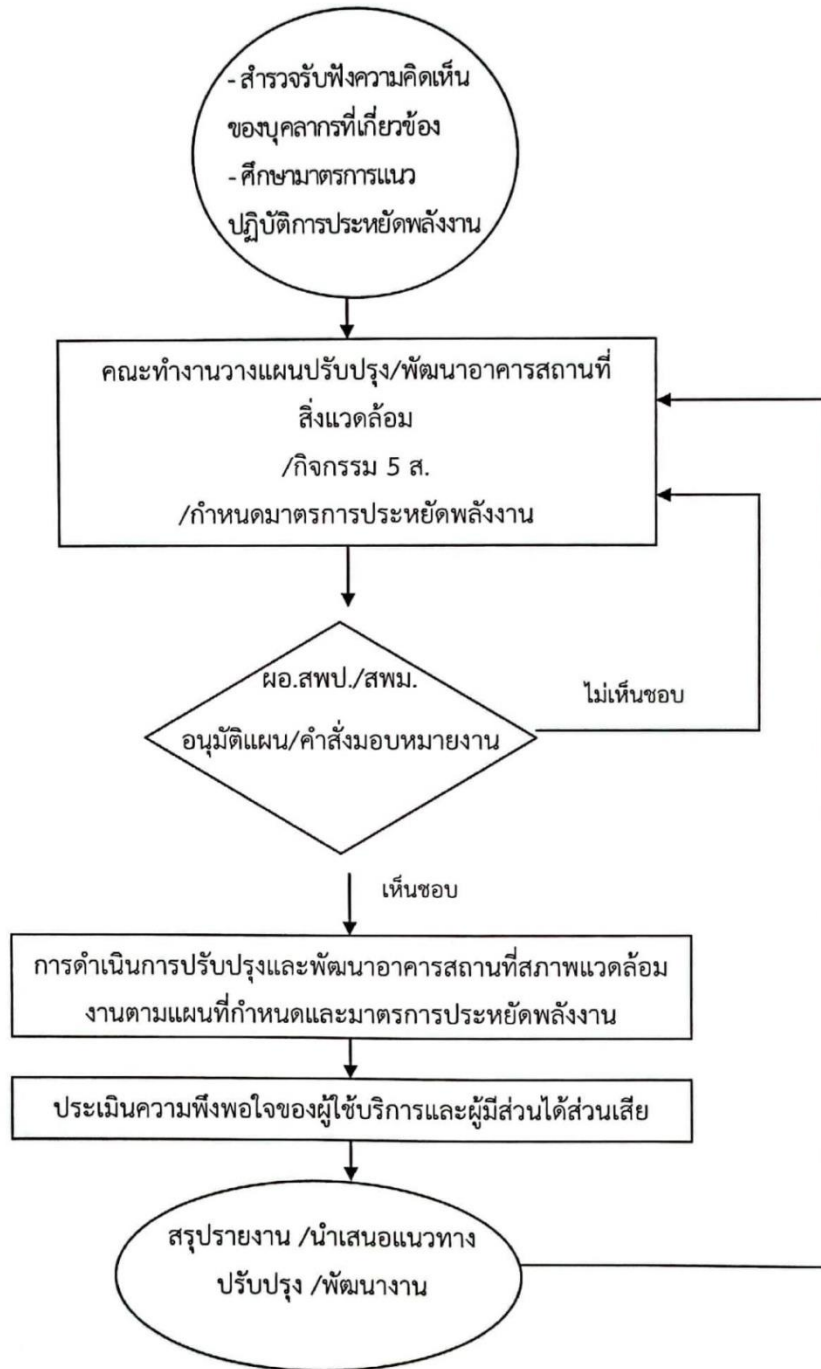 - สำรวจรับฟังความคิดเห็น
ของบุคลากรที่เกี่ยวข้อง
- ศึกษามาตรการแนว
ปฏิบัติการประหยัดพลังงาน
คณะทำงานวางแผนปรับปรุง/พัฒนาอาคารสถานที่
สิ่งแวดล้อม
/กิจกรรม 5 ส.
/กำหนดมาตรการประหยัดพลังงาน
ผอ.สพป./สพม.
อนุมัติแผน/คำสั่งมอบหมายงาน
ไม่เห็นชอบ
เห็นชอบ
การดำเนินการปรับปรุงและพัฒนาอาคารสถานที่สภาพแวดล้อม
งานตามแผนที่กำหนดและมาตรการประหยัดพลังงาน
ประเมินความพึงพอใจของผู้ใช้บริการและผู้มีส่วนได้ส่วนเสีย
สรุปรายงาน /นำเสนอแนวทาง
ปรับปรุง /พัฒนางาน